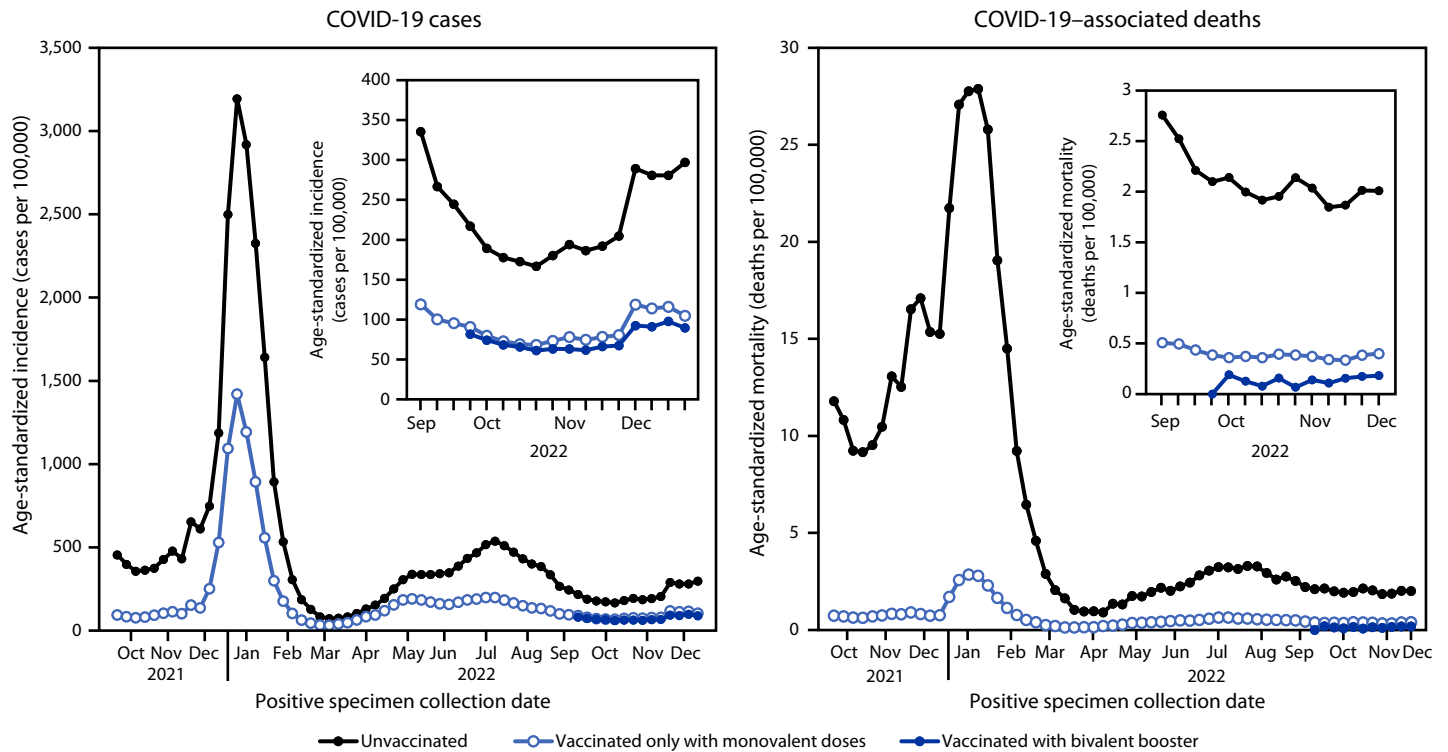 COVID-19 cases
Age-standardized incidence (cases per 100,000)
3,500
3,000
2,500
2,000
1,500
1,000
500
0
Oct Nov Dec Jan Feb Mar Apr May Jun Jul Aug Sep Oct Nov Dec
2021 2022
Positive specimen collection date
Age-standardized incidence
(cases per 100,000)
400
350
300
250
200
150
100
50
0
Sep Oct Nov Dec
2022
COVID-19–associated deaths
Age-standardized mortality (deaths per 100,000)
30
25
20
15
10
5
0
Oct Nov Dec Jan Feb Mar Apr May Jun Jul Aug Sep Oct Nov Dec
2021 2022
Positive specimen collection date
Age-standardized mortality
(deaths per 100,000)
3
2.5
2
1.5
1
0.5
0
Sep Oct Nov Dec
2022
Unvaccinated Vaccinated only with monovalent doses Vaccinated with bivalent booster